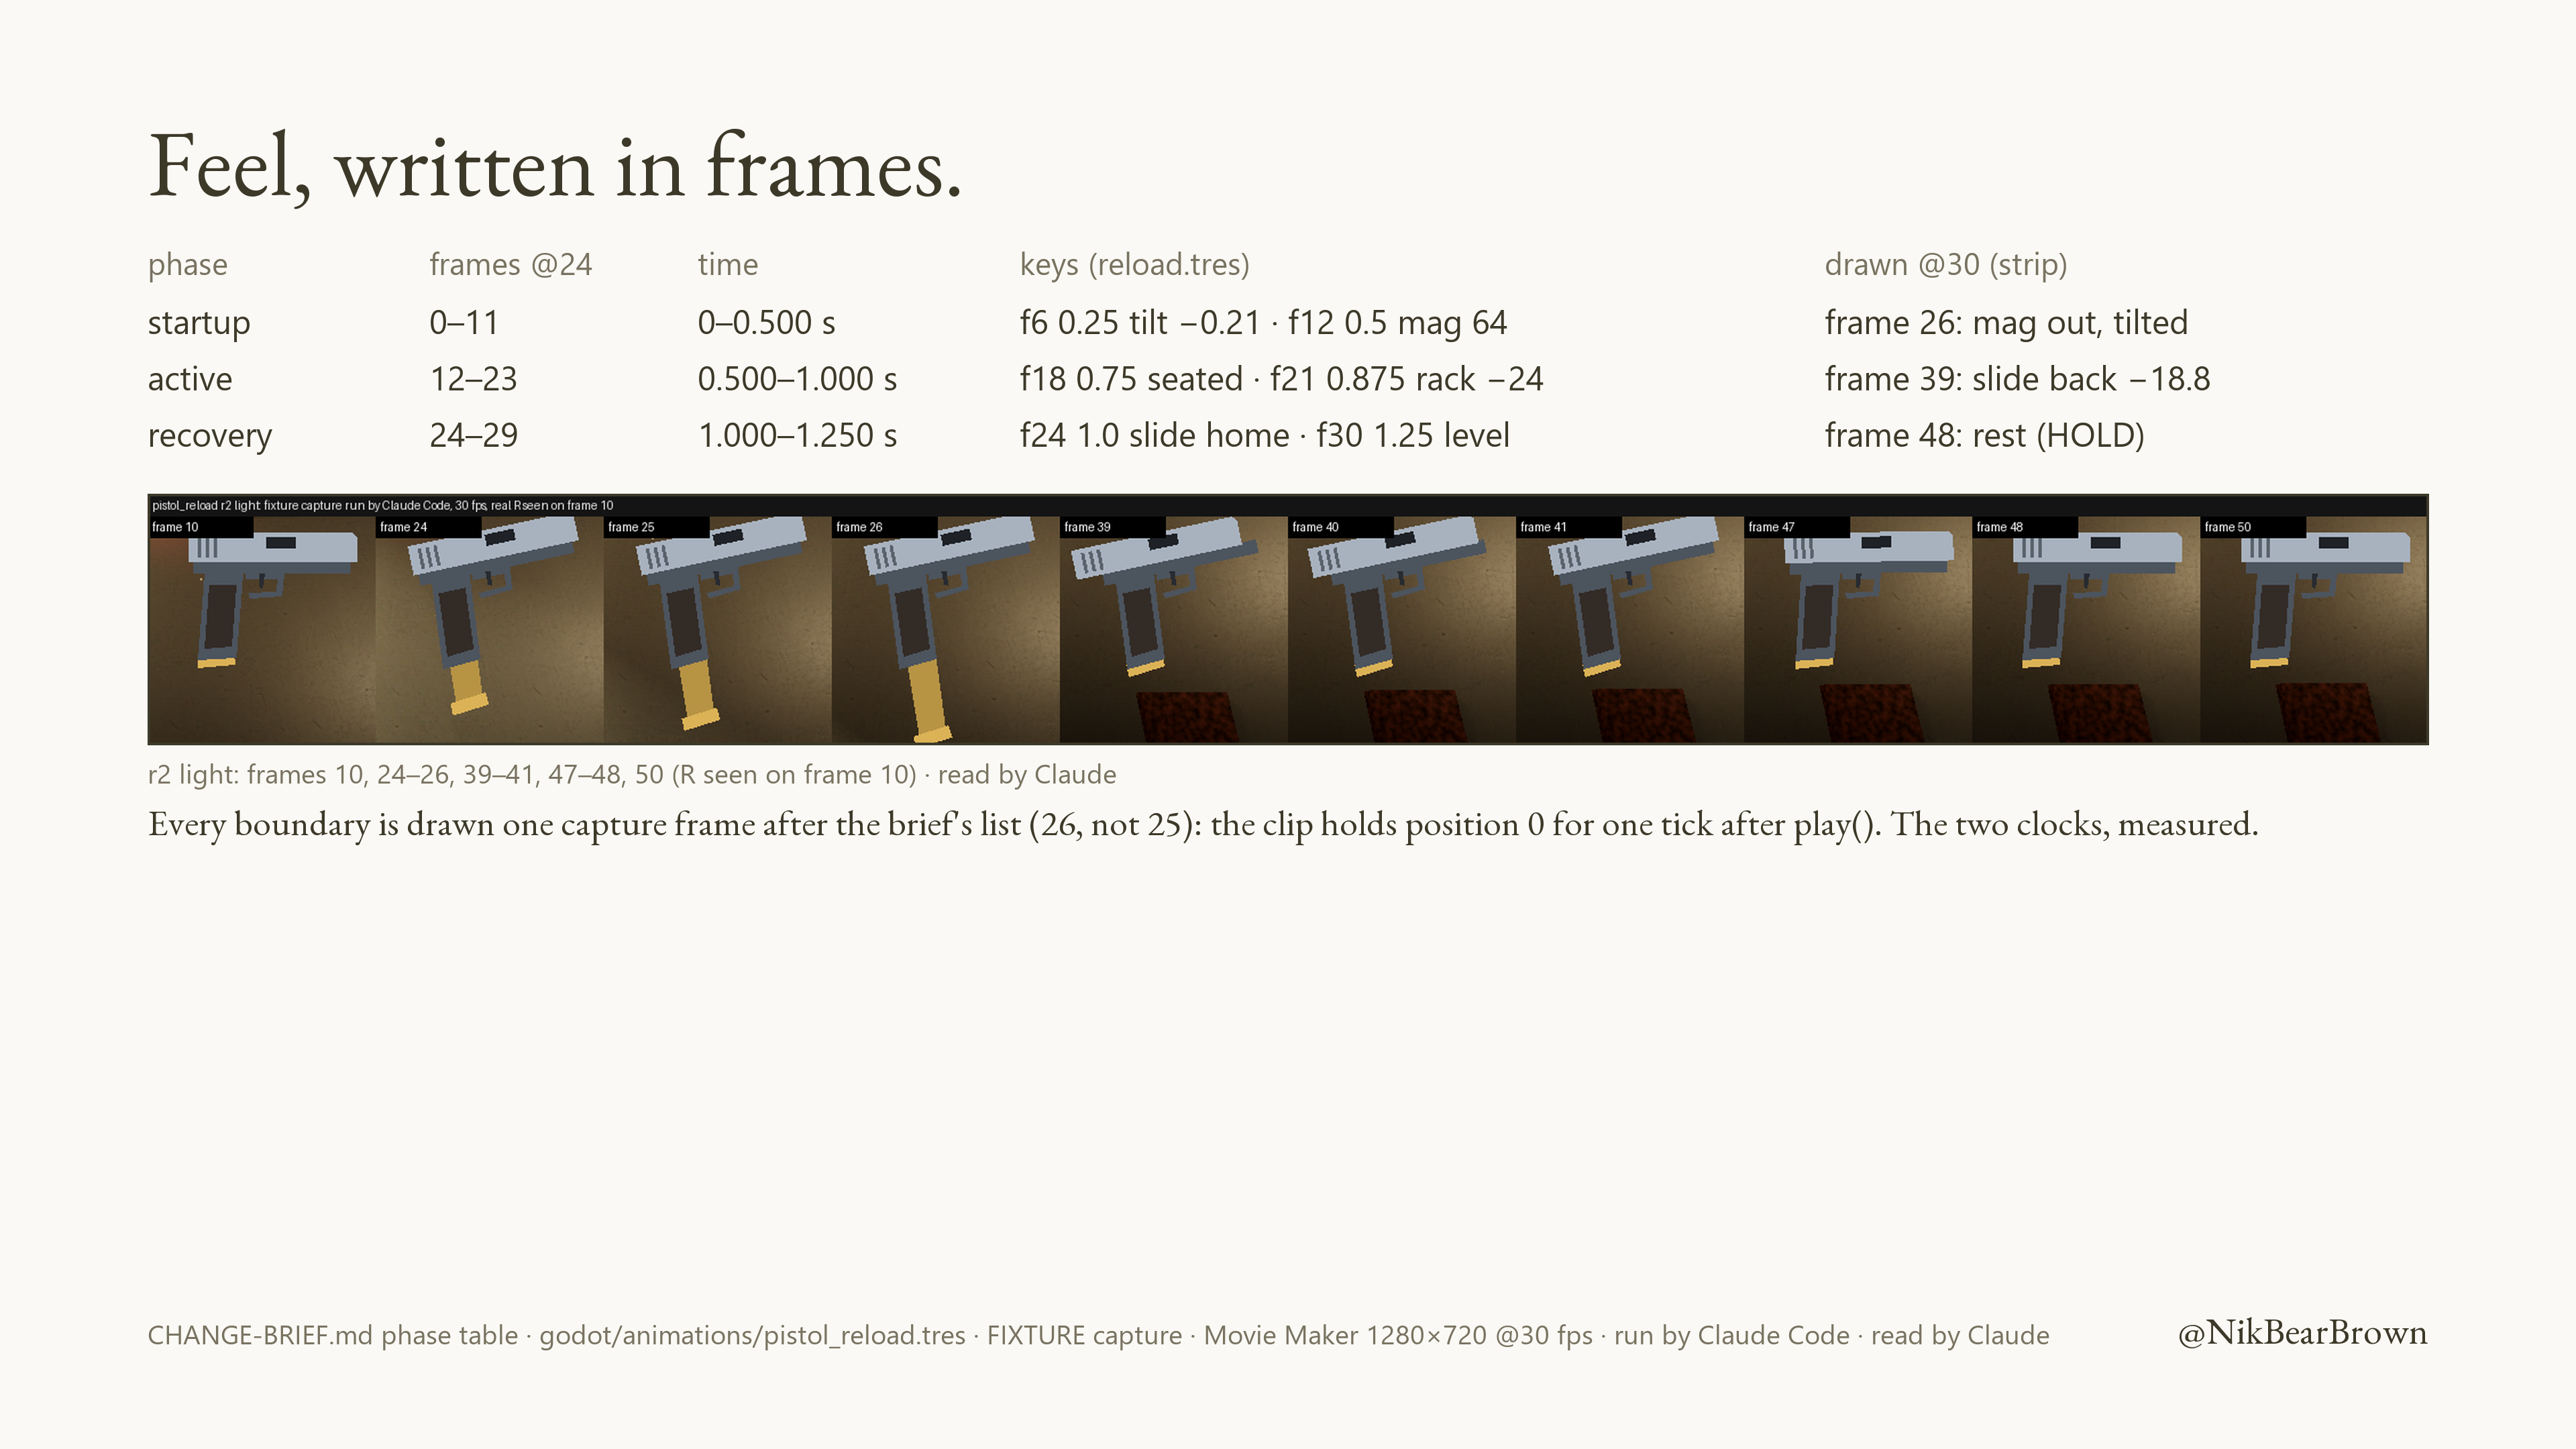 Feel, written in frames.
phase frames @24 time keys (reload.tres) drawn @30 (strip)
startup 0–11 0–0.500 s f6 0.25 tilt −0.21 · f12 0.5 mag 64 frame 26: mag out, tilted
active 12–23 0.500–1.000 s f18 0.75 seated · f21 0.875 rack −24 frame 39: slide back −18.8
recovery 24–29 1.000–1.250 s f24 1.0 slide home · f30 1.25 level frame 48: rest (HOLD)
pistol_reload r2 light: fixture capture run by Claude Code, 30 fps, real R seen on frame 10
frame 10 frame 24 frame 25 frame 26 frame 39 frame 40 frame 41 frame 47 frame 48 frame 50
r2 light: frames 10, 24–26, 39–41, 47–48, 50 (R seen on frame 10) · read by Claude
Every boundary is drawn one capture frame after the brief's list (26, not 25): the clip holds position 0 for one tick after play(). The two clocks, measured.
CHANGE-BRIEF.md phase table · godot/animations/pistol_reload.tres · FIXTURE capture · Movie Maker 1280×720 @30 fps · run by Claude Code · read by Claude
@NikBearBrown